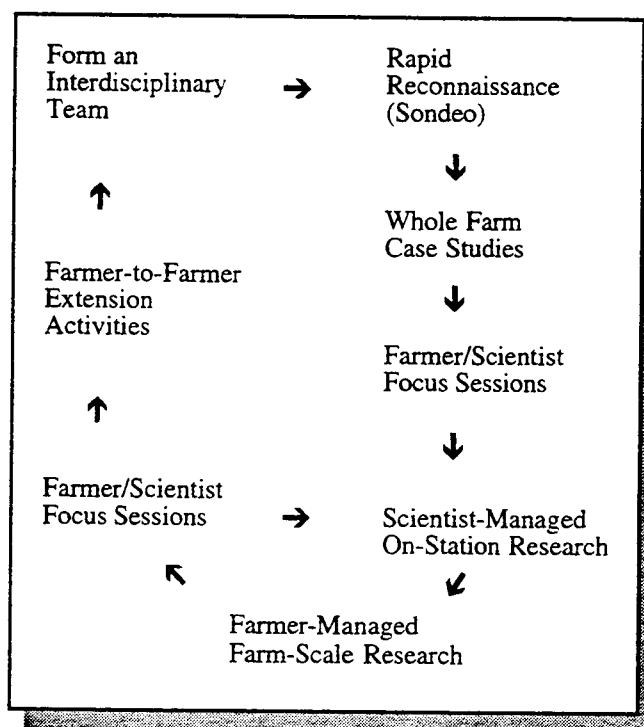 Form an
Interdisciplinary
Team
Rapid
Reconnaissance
(Sondeo)
Whole Farm
Case Studies
Farmer-to-Farmer
Extension
Activities
Farmer/Scientist
Focus Sessions
Farmer/Scientist
Focus Sessions
Scientist-Managed
On-Station Research
Farmer-Managed
Farm-Scale Research